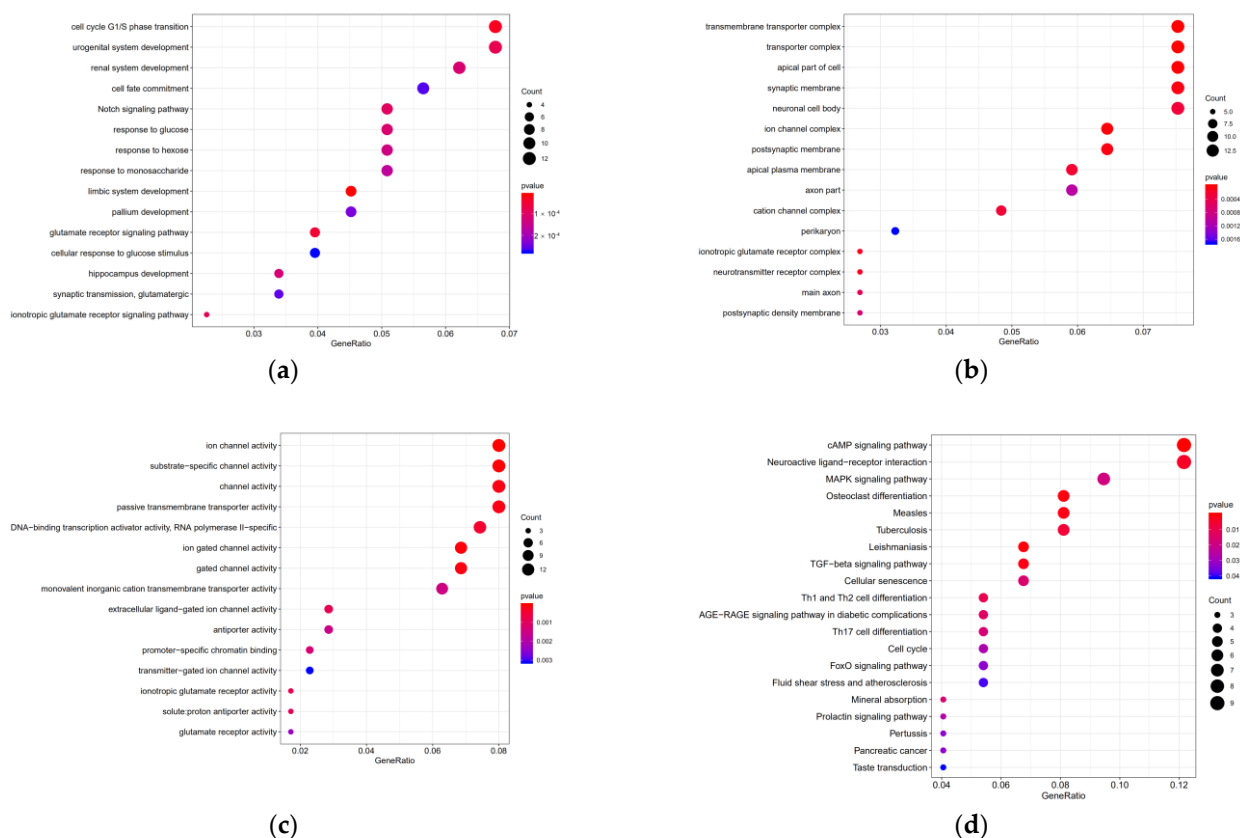 cell cycle G1/S phase transition
urogenital system development
renal system development
cell fate commitment
Notch signaling pathway
response to glucose
response to hexose
response to monosaccharide
limbic system development
pallium development
glutamate receptor signaling pathway
cellular response to glucose stimulus
hippocampus development
synaptic transmission, glutamatergic
ionotropic glutamate receptor signaling pathway
0.03 0.04 0.05 0.06 0.07
GeneRatio
Count
4
6
8
10
12
pvalue
1 × 10⁻⁴
2 × 10⁻⁴
(a)
transmembrane transporter complex
transporter complex
apical part of cell
synaptic membrane
neuronal cell body
ion channel complex
postsynaptic membrane
apical plasma membrane
axon part
cation channel complex
perikaryon
ionotropic glutamate receptor complex
neurotransmitter receptor complex
main axon
postsynaptic density membrane
0.03 0.04 0.05 0.06 0.07
GeneRatio
Count
5.0
7.5
10.0
12.5
pvalue
0.0004
0.0008
0.0012
0.0016
(b)
ion channel activity
substrate−specific channel activity
channel activity
passive transmembrane transporter activity
DNA−binding transcription activator activity, RNA polymerase II−specific
ion gated channel activity
gated channel activity
monovalent inorganic cation transmembrane transporter activity
extracellular ligand−gated ion channel activity
antiporter activity
promoter−specific chromatin binding
transmitter−gated ion channel activity
ionotropic glutamate receptor activity
solute:proton antiporter activity
glutamate receptor activity
0.02 0.04 0.06 0.08
GeneRatio
Count
3
6
9
12
pvalue
0.001
0.002
0.003
(c)
cAMP signaling pathway
Neuroactive ligand−receptor interaction
MAPK signaling pathway
Osteoclast differentiation
Measles
Tuberculosis
Leishmaniasis
TGF−beta signaling pathway
Cellular senescence
Th1 and Th2 cell differentiation
AGE−RAGE signaling pathway in diabetic complications
Th17 cell differentiation
Cell cycle
FoxO signaling pathway
Fluid shear stress and atherosclerosis
Mineral absorption
Prolactin signaling pathway
Pertussis
Pancreatic cancer
Taste transduction
0.04 0.06 0.08 0.10 0.12
GeneRatio
pvalue
0.01
0.02
0.03
0.04
Count
3
4
5
6
7
8
9
(d)